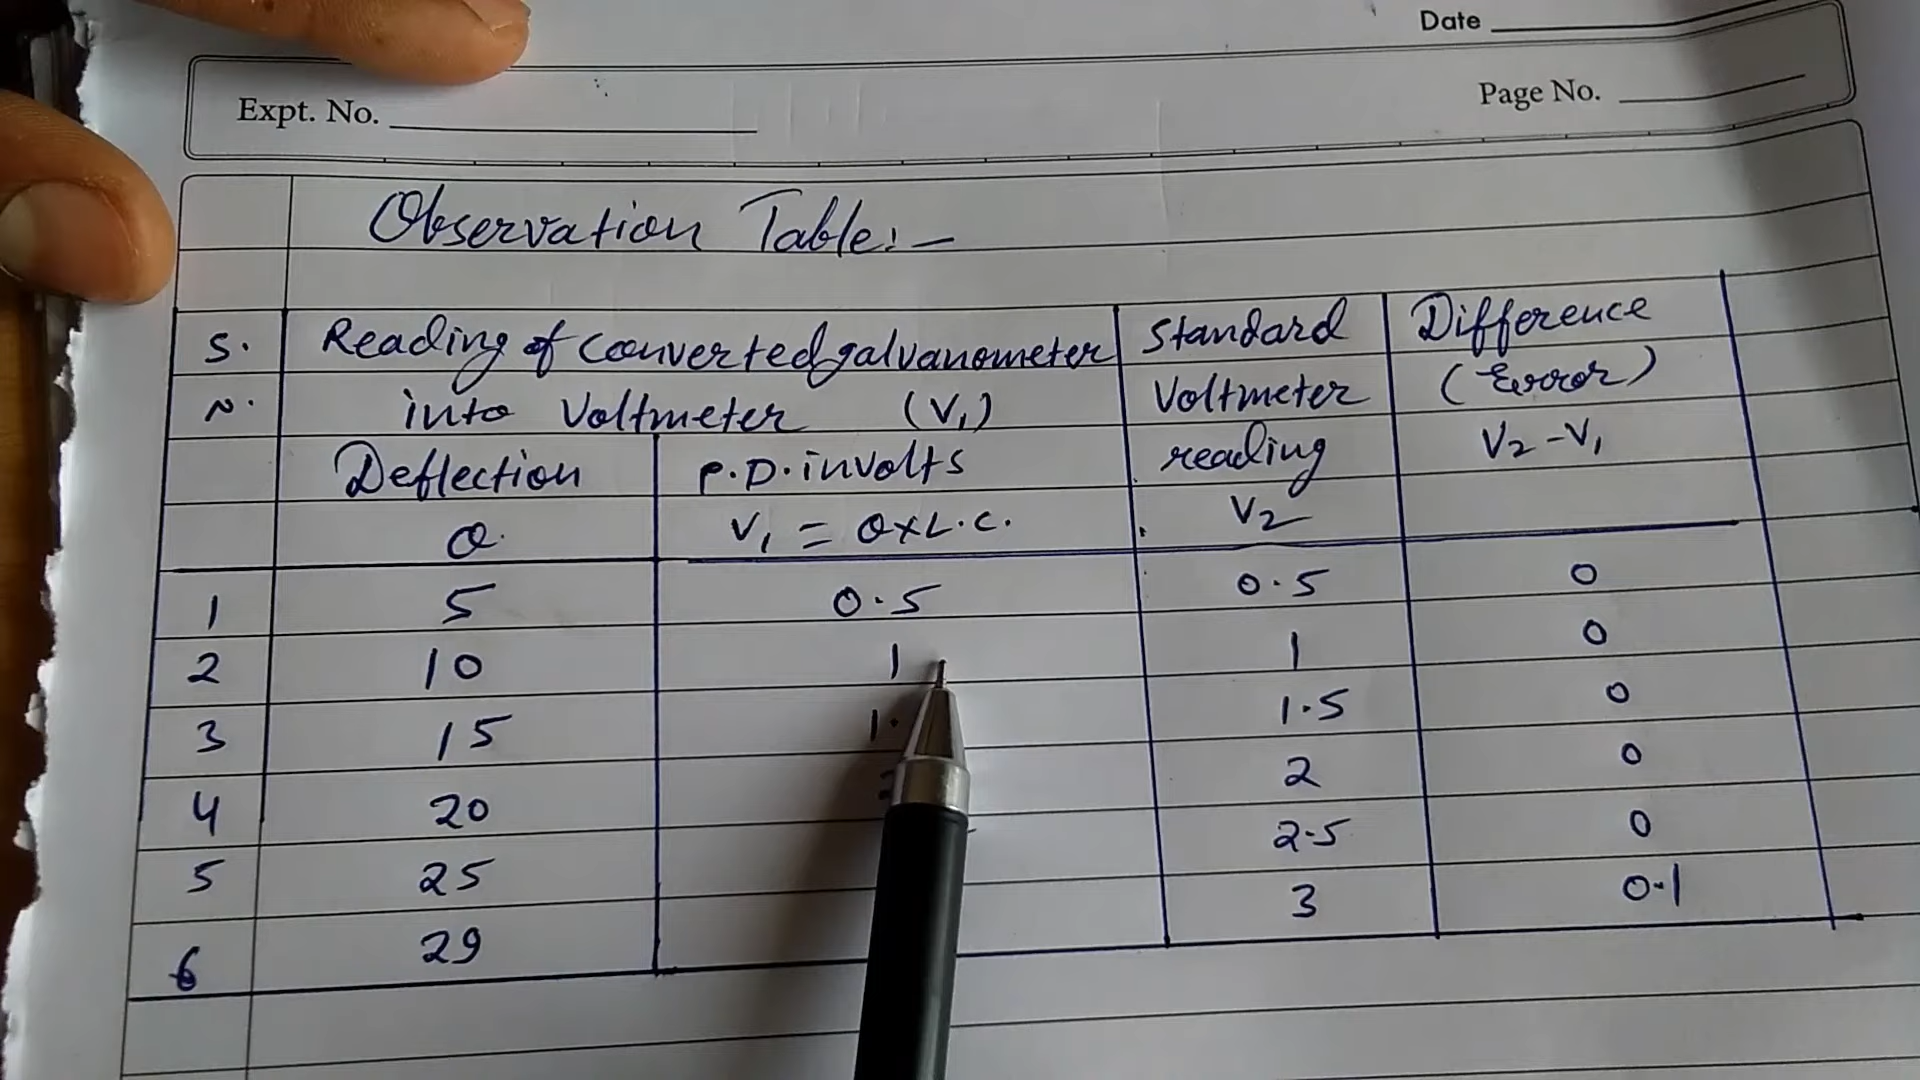 Date
Expt. No.
Page No.
Observation Table:-
S. Reading of converted galvanometer Standard Difference
N. into Voltmeter (V₁) Voltmeter (Error)
Deflection P.D. in volts reading V₂-V₁
θ V₁ = θxL.C. V₂
1 5 0.5 0.5 0
2 10 1 1 0
3 15 1. 1.5 0
4 20 2 0
5 25 2.5 0
6 29 3 0.1